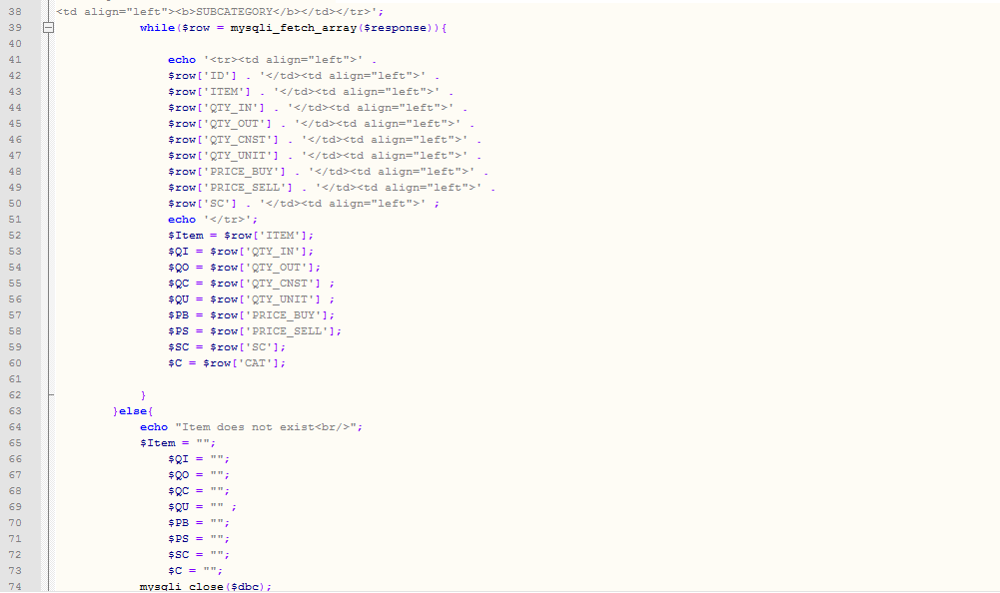 38 <td align="left"><b>SUBCATEGORY</b></td></tr>';
39 while($row = mysqli_fetch_array($response)){
40
41 echo '<tr><td align="left">' .
42 $row['ID'] . '</td><td align="left">' .
43 $row['ITEM'] . '</td><td align="left">' .
44 $row['QTY_IN'] . '</td><td align="left">' .
45 $row['QTY_OUT'] . '</td><td align="left">' .
46 $row['QTY_CNST'] . '</td><td align="left">' .
47 $row['QTY_UNIT'] . '</td><td align="left">' .
48 $row['PRICE_BUY'] . '</td><td align="left">' .
49 $row['PRICE_SELL'] . '</td><td align="left">' .
50 $row['SC'] . '</td><td align="left">' ;
51 echo '</tr>';
52 $Item = $row['ITEM'];
53 $QI = $row['QTY_IN'];
54 $QO = $row['QTY_OUT'];
55 $QC = $row['QTY_CNST'] ;
56 $QU = $row['QTY_UNIT'] ;
57 $PB = $row['PRICE_BUY'];
58 $PS = $row['PRICE_SELL'];
59 $SC = $row['SC'];
60 $C = $row['CAT'];
61
62 }
63 }else{
64 echo "Item does not exist<br/>";
65 $Item = "";
66 $QI = "";
67 $QO = "";
68 $QC = "";
69 $QU = "" ;
70 $PB = "";
71 $PS = "";
72 $SC = "";
73 $C = "";
74 mysqli_close($dbc);